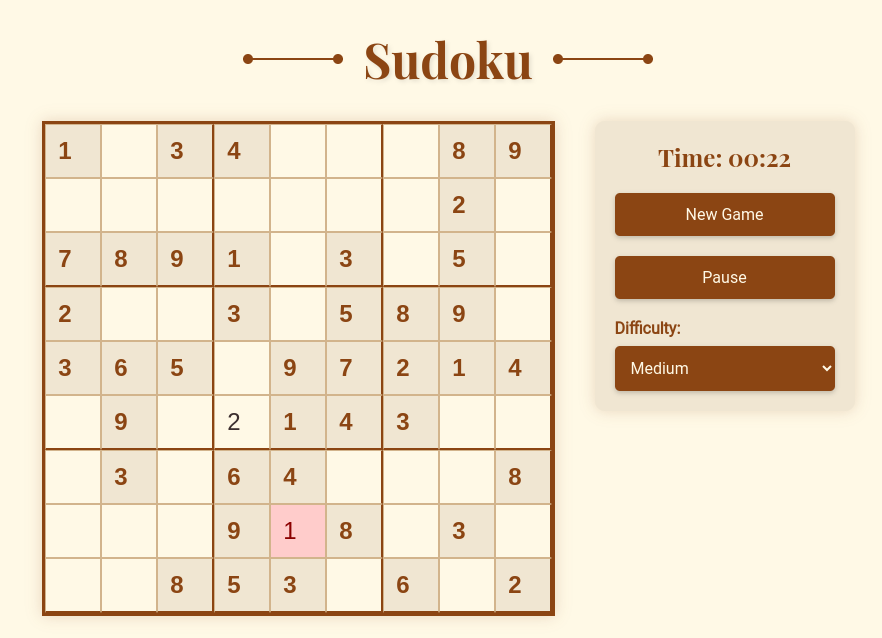 Sudoku
Time: 00:22
New Game
Pause
Difficulty:
Medium
1 3 4 8 9
2
7 8 9 1 3 5
2 3 5 8 9
3 6 5 9 7 2 1 4
9 2 1 4 3
3 6 4 8
9 1 8 3
8 5 3 6 2